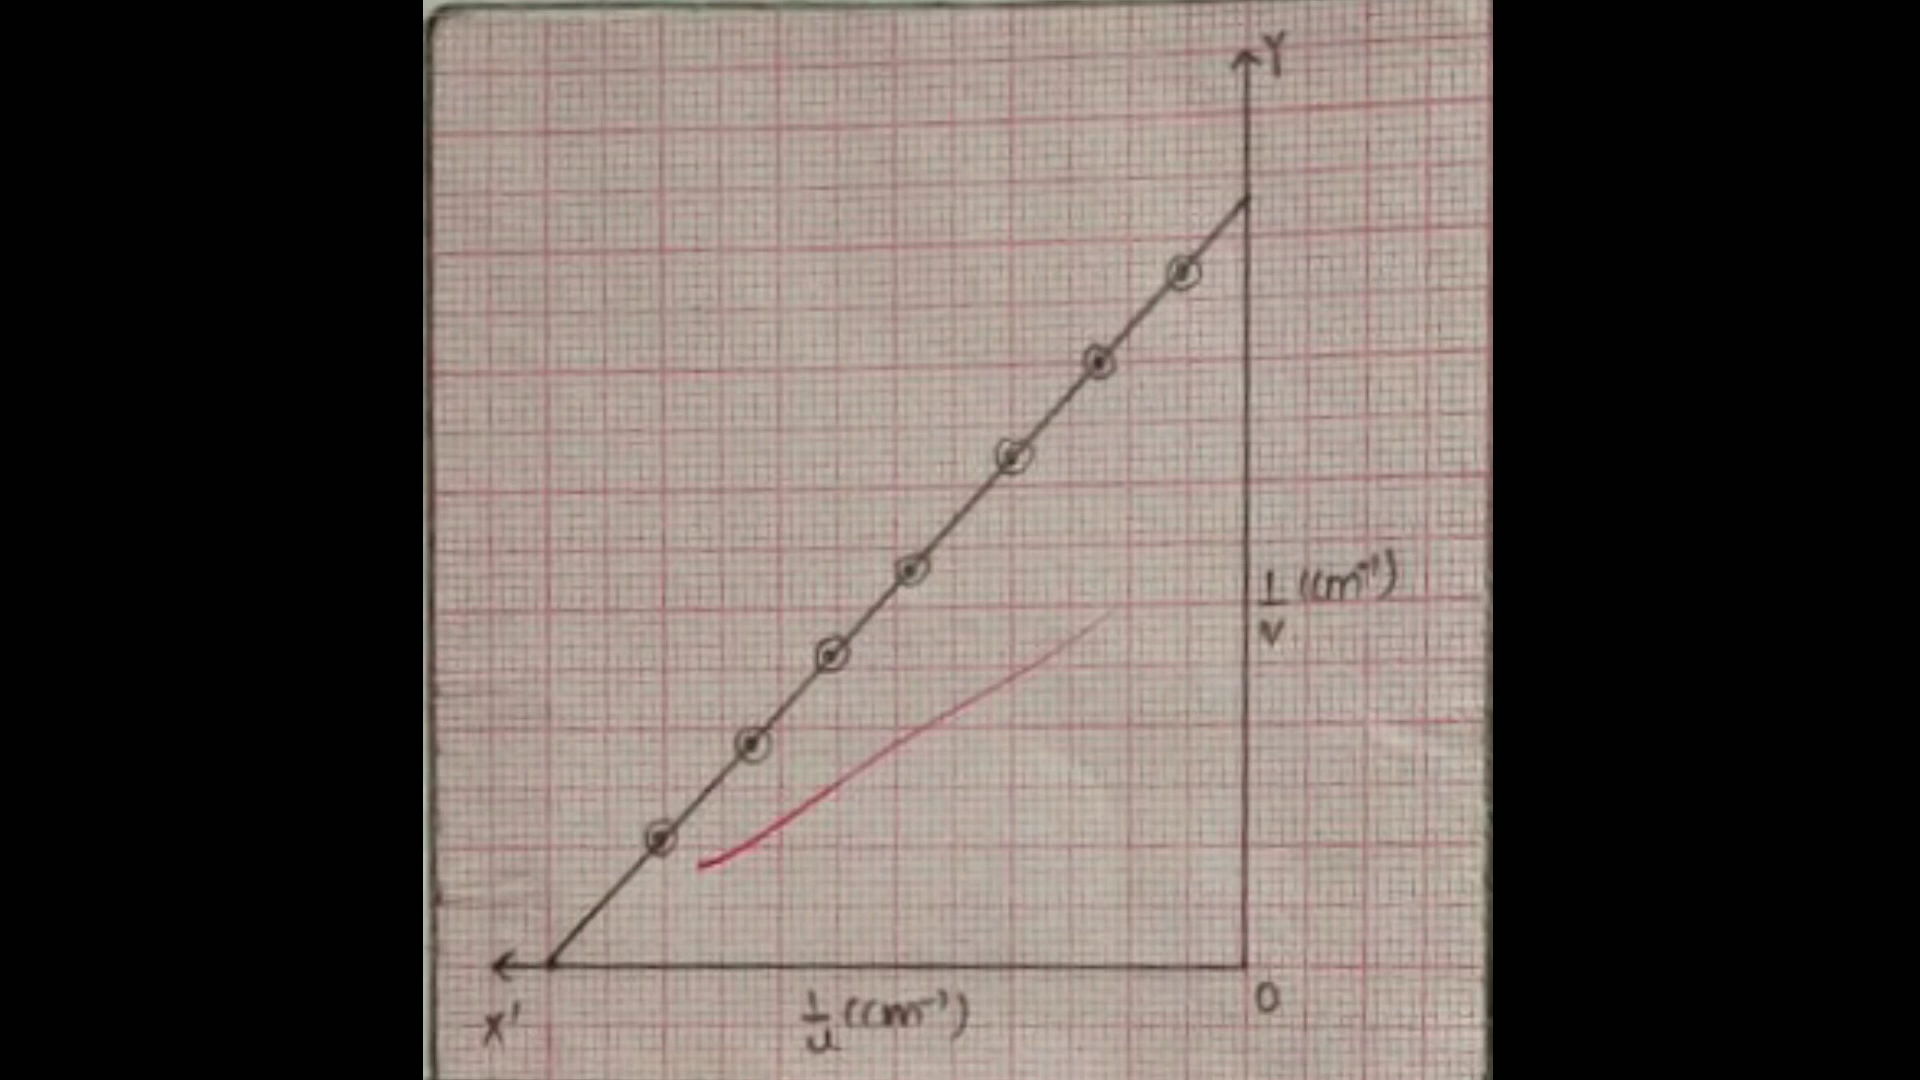 Y
1/v (cm⁻¹)
O
X'
1/u (cm⁻¹)